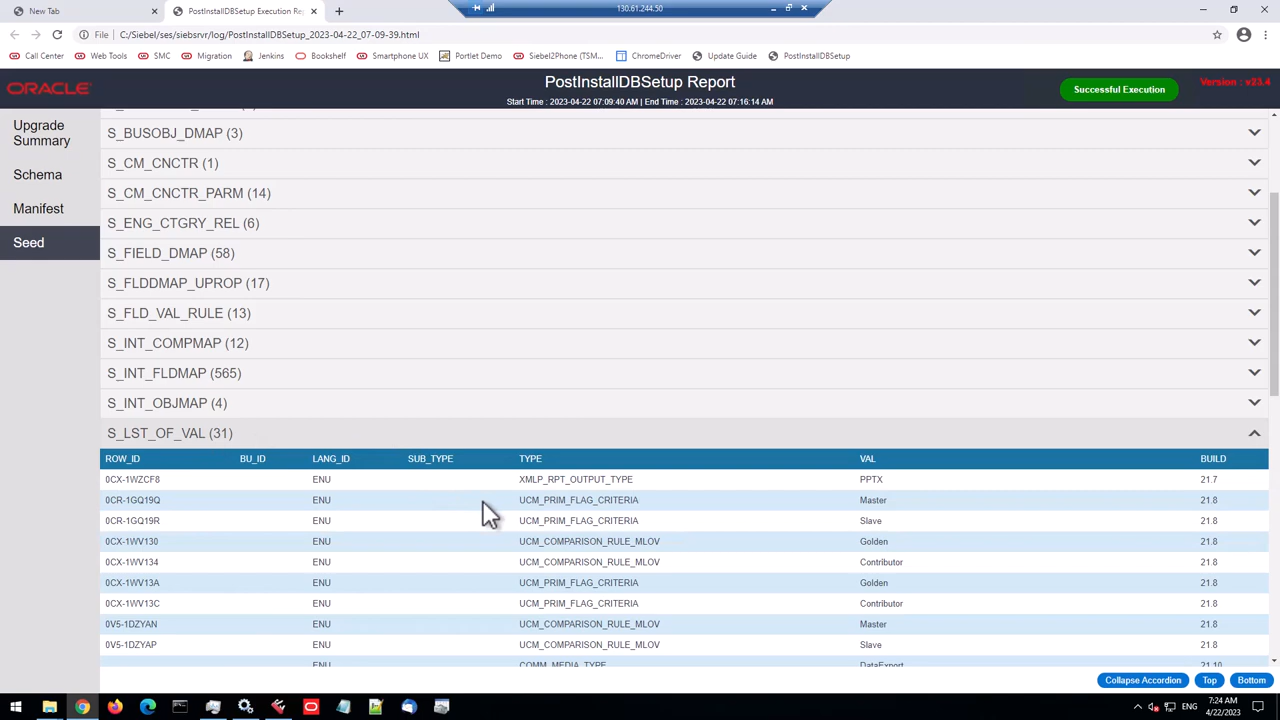 New Tab
PostInstallDBSetup Execution Rep
130.61.244.50
File
C:/Siebel/ses/siebsrvr/log/PostInstallDBSetup_2023-04-22_07-09-39.html
Call Center
Web Tools
SMC
Migration
Jenkins
Bookshelf
Smartphone UX
Portlet Demo
Siebel2Phone (TSM...
ChromeDriver
Update Guide
PostInstallDBSetup
ORACLE
PostInstallDBSetup Report
Start Time : 2023-04-22 07:09:40 AM | End Time : 2023-04-22 07:16:14 AM
Successful Execution
Version : v23.4
Upgrade
Summary
Schema
Manifest
Seed
S_BUSOBJ_DMAP (3)
S_CM_CNCTR (1)
S_CM_CNCTR_PARM (14)
S_ENG_CTGRY_REL (6)
S_FIELD_DMAP (58)
S_FLDDMAP_UPROP (17)
S_FLD_VAL_RULE (13)
S_INT_COMPMAP (12)
S_INT_FLDMAP (565)
S_INT_OBJMAP (4)
S_LST_OF_VAL (31)
ROW_ID BU_ID LANG_ID SUB_TYPE TYPE VAL BUILD
0CX-1WZCF8 ENU XMLP_RPT_OUTPUT_TYPE PPTX 21.7
0CR-1GQ19Q ENU UCM_PRIM_FLAG_CRITERIA Master 21.8
0CR-1GQ19R ENU UCM_PRIM_FLAG_CRITERIA Slave 21.8
0CX-1WV130 ENU UCM_COMPARISON_RULE_MLOV Golden 21.8
0CX-1WV134 ENU UCM_COMPARISON_RULE_MLOV Contributor 21.8
0CX-1WV13A ENU UCM_PRIM_FLAG_CRITERIA Golden 21.8
0CX-1WV13C ENU UCM_PRIM_FLAG_CRITERIA Contributor 21.8
0V5-1DZYAN ENU UCM_COMPARISON_RULE_MLOV Master 21.8
0V5-1DZYAP ENU UCM_COMPARISON_RULE_MLOV Slave 21.8
ENU COMM_MEDIA_TYPE DataExport 21.10
Collapse Accordion
Top
Bottom
ENG
7:24 AM
4/22/2023